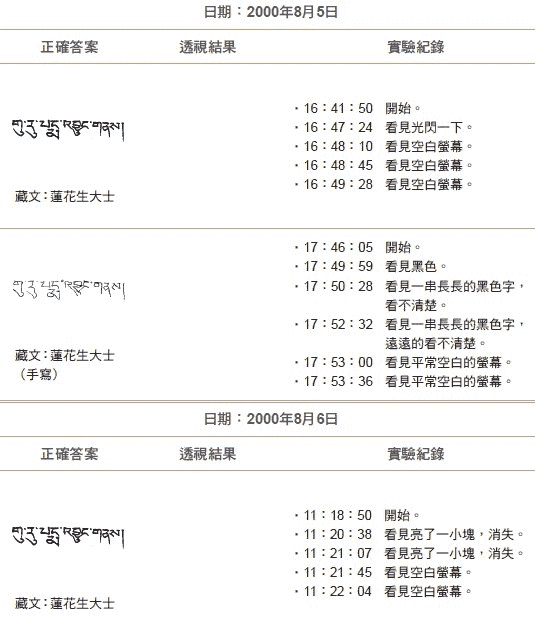 日期：2000年8月5日
正確答案 透視結果 實驗紀錄
གུ་རུ་པདྨ་འབྱུང་གནས།
藏文：蓮花生大士
・16：41：50 開始。
・16：47：24 看見光閃一下。
・16：48：10 看見空白螢幕。
・16：48：45 看見空白螢幕。
・16：49：28 看見空白螢幕。
གུ་རུ་པདྨ་འབྱུང་གནས།
藏文：蓮花生大士
（手寫）
・17：46：05 開始。
・17：49：59 看見黑色。
・17：50：28 看見一串長長的黑色字，
看不清楚。
・17：52：32 看見一串長長的黑色字，
遠遠的看不清楚。
・17：53：00 看見平常空白的螢幕。
・17：53：36 看見平常空白的螢幕。
日期：2000年8月6日
正確答案 透視結果 實驗紀錄
གུ་རུ་པདྨ་འབྱུང་གནས།
藏文：蓮花生大士
・11：18：50 開始。
・11：20：38 看見亮了一小塊，消失。
・11：21：07 看見亮了一小塊，消失。
・11：21：45 看見空白螢幕。
・11：22：04 看見空白螢幕。